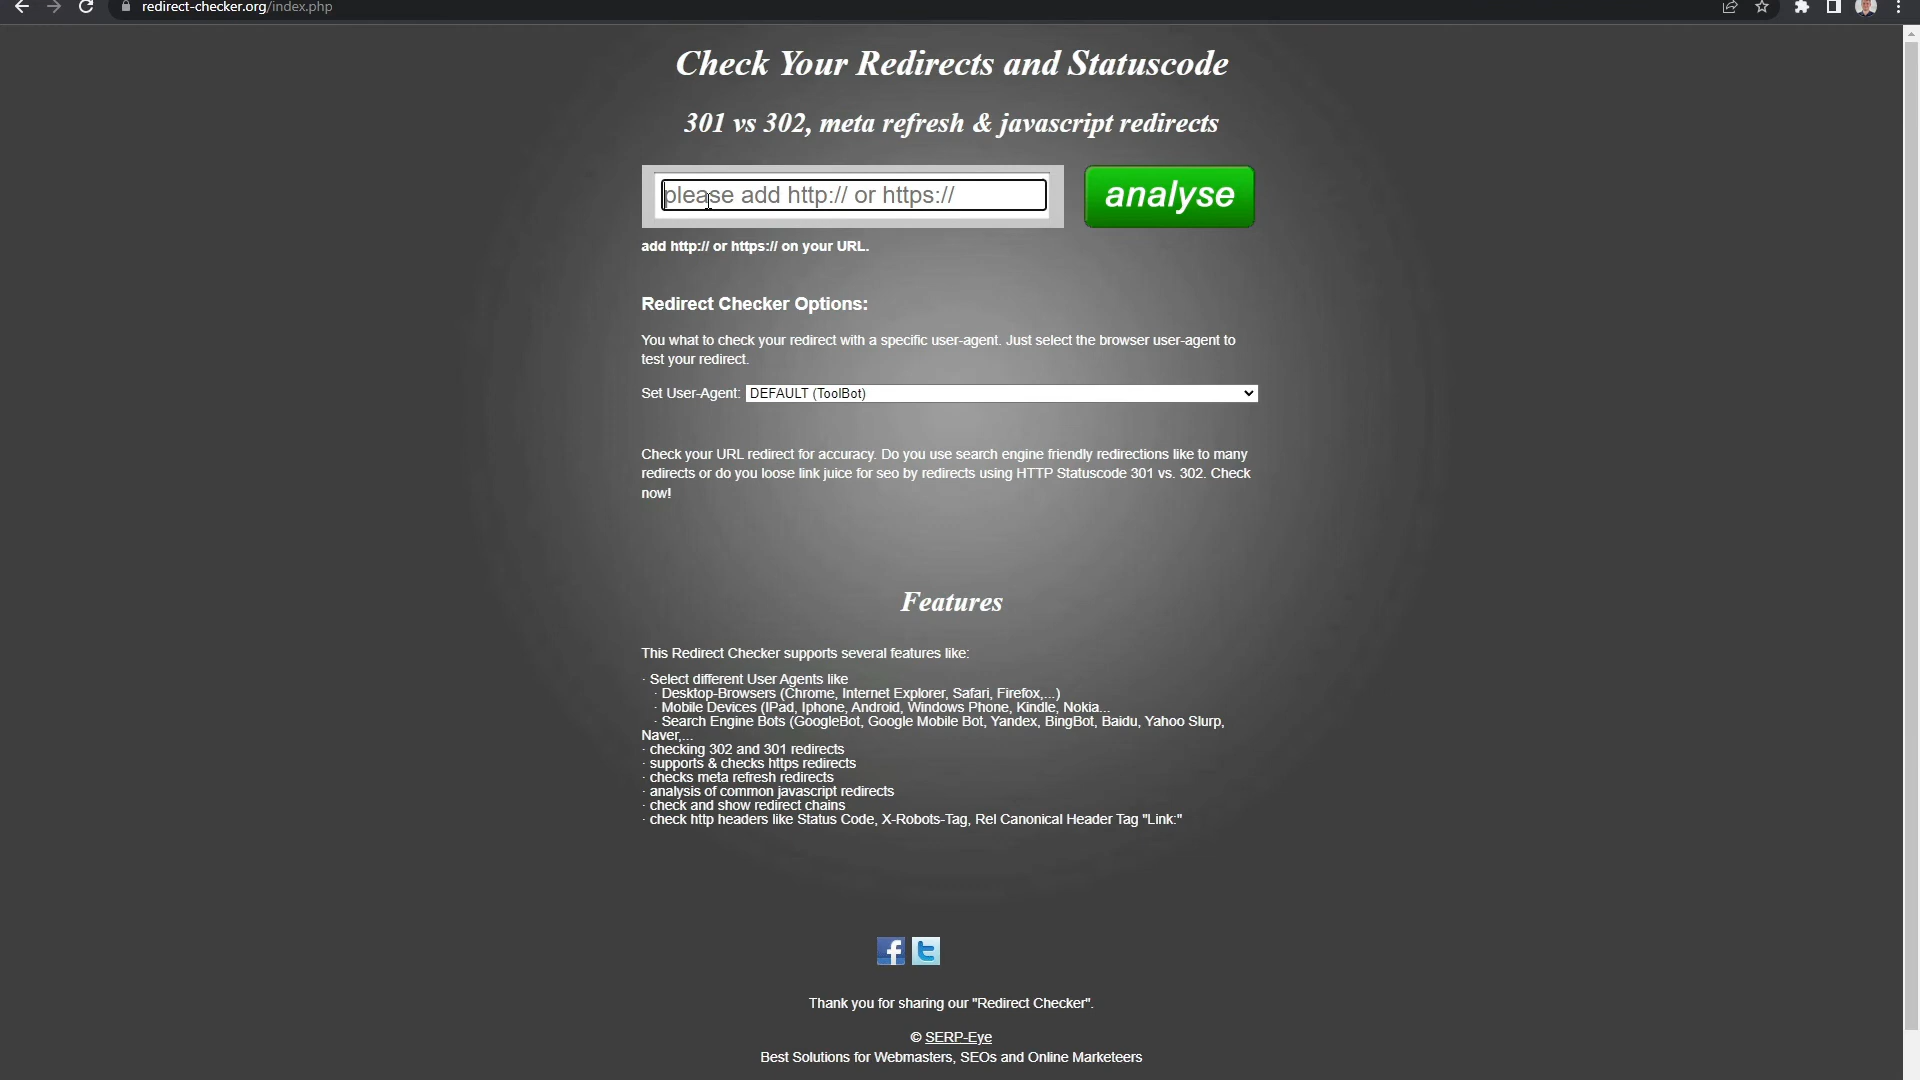 redirect-checker.org/index.php
Check Your Redirects and Statuscode
301 vs 302, meta refresh & javascript redirects
please add http:// or https://
analyse
add http:// or https:// on your URL.
Redirect Checker Options:
You what to check your redirect with a specific user-agent. Just select the browser user-agent to
test your redirect.
Set User-Agent: DEFAULT (ToolBot)
Check your URL redirect for accuracy. Do you use search engine friendly redirections like to many
redirects or do you loose link juice for seo by redirects using HTTP Statuscode 301 vs. 302. Check
now!
Features
This Redirect Checker supports several features like:
· Select different User Agents like
· Desktop-Browsers (Chrome, Internet Explorer, Safari, Firefox,...)
· Mobile Devices (IPad, Iphone, Android, Windows Phone, Kindle, Nokia...
· Search Engine Bots (GoogleBot, Google Mobile Bot, Yandex, BingBot, Baidu, Yahoo Slurp,
Naver,...
· checking 302 and 301 redirects
· supports & checks https redirects
· checks meta refresh redirects
· analysis of common javascript redirects
· check and show redirect chains
· check http headers like Status Code, X-Robots-Tag, Rel Canonical Header Tag "Link:"
Thank you for sharing our "Redirect Checker".
© SERP-Eye
Best Solutions for Webmasters, SEOs and Online Marketeers